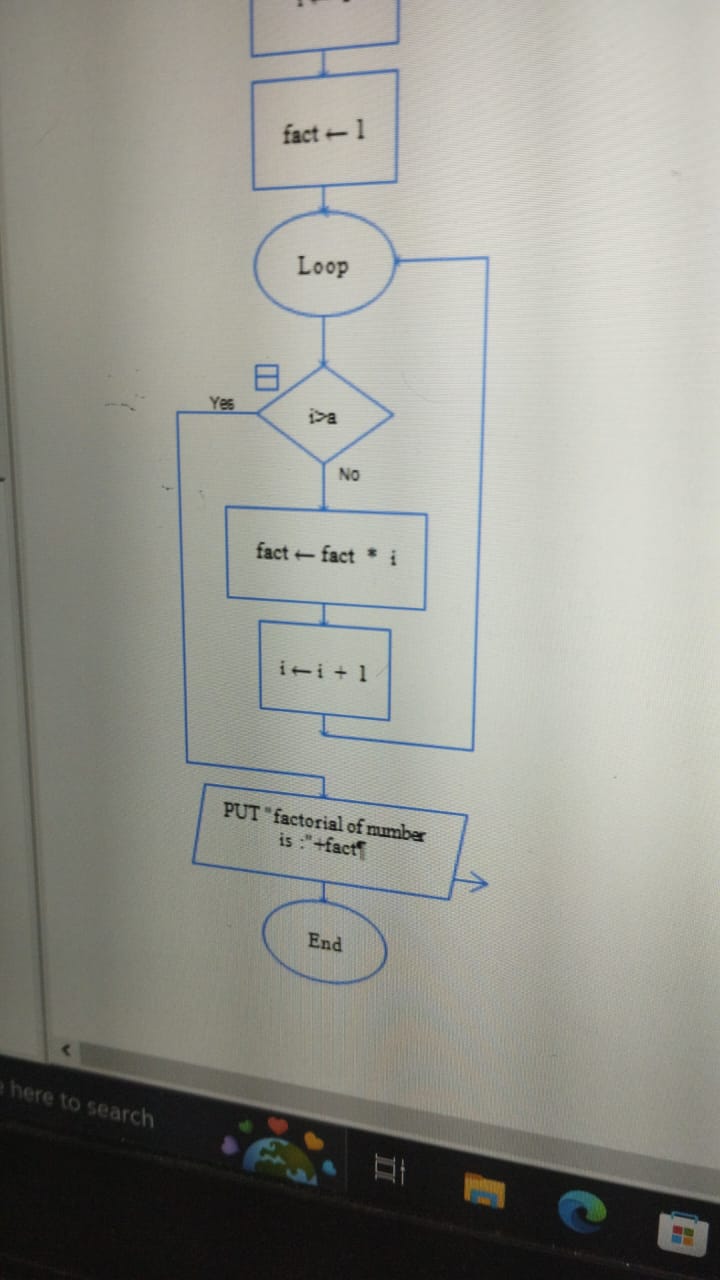 fact ← 1
Loop
Yes
i>a
No
fact ← fact * i
i ← i + 1
PUT "factorial of number
is :"+fact¶
End
here to search